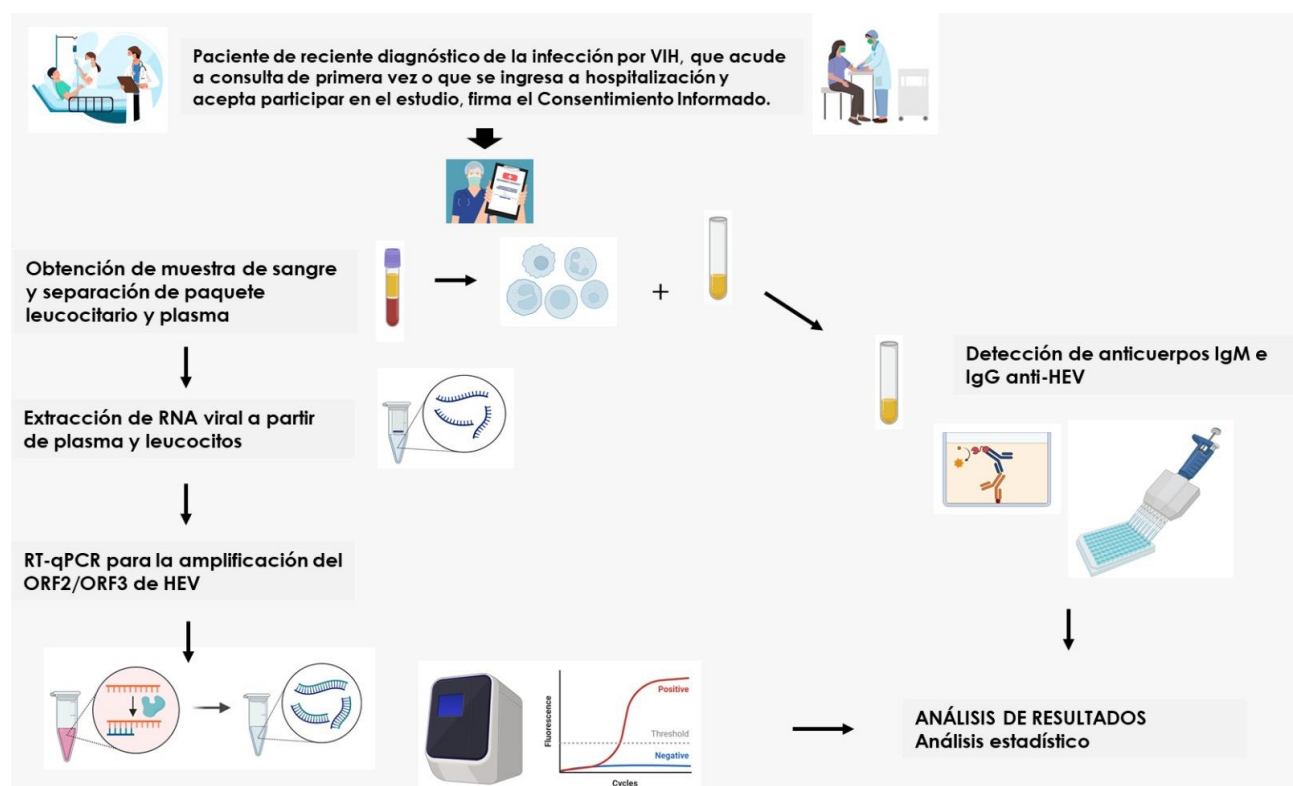 Paciente de reciente diagnóstico de la infección por VIH, que acude
a consulta de primera vez o que se ingresa a hospitalización y
acepta participar en el estudio, firma el Consentimiento Informado.
Obtención de muestra de sangre
y separación de paquete
leucocitario y plasma
+
Detección de anticuerpos IgM e
IgG anti-HEV
Extracción de RNA viral a partir
de plasma y leucocitos
RT-qPCR para la amplificación del
ORF2/ORF3 de HEV
Fluorescence
Positive
Threshold
Negative
Cycles
ANÁLISIS DE RESULTADOS
Análisis estadístico